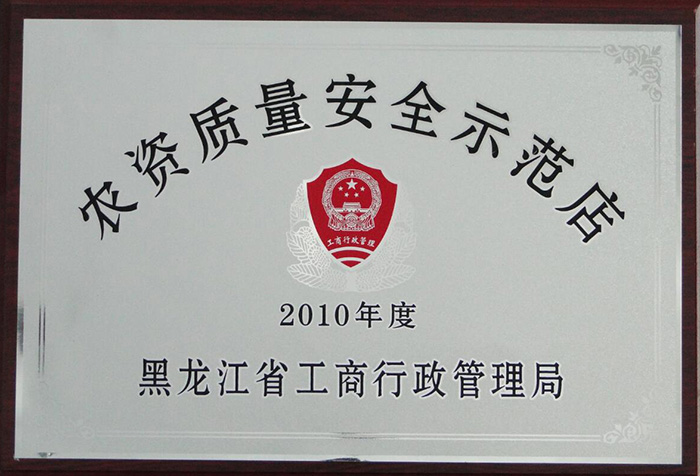 农资质量安全示范店
工商行政管理
2010年度
黑龙江省工商行政管理局